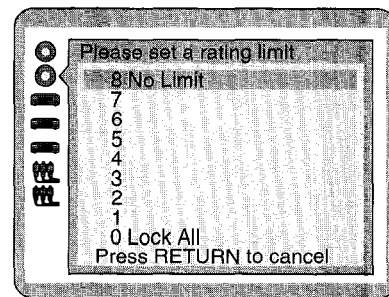 Please set a rating limit
8 No Limit
7
6
5
4
3
2
1
0 Lock All
Press RETURN to cancel